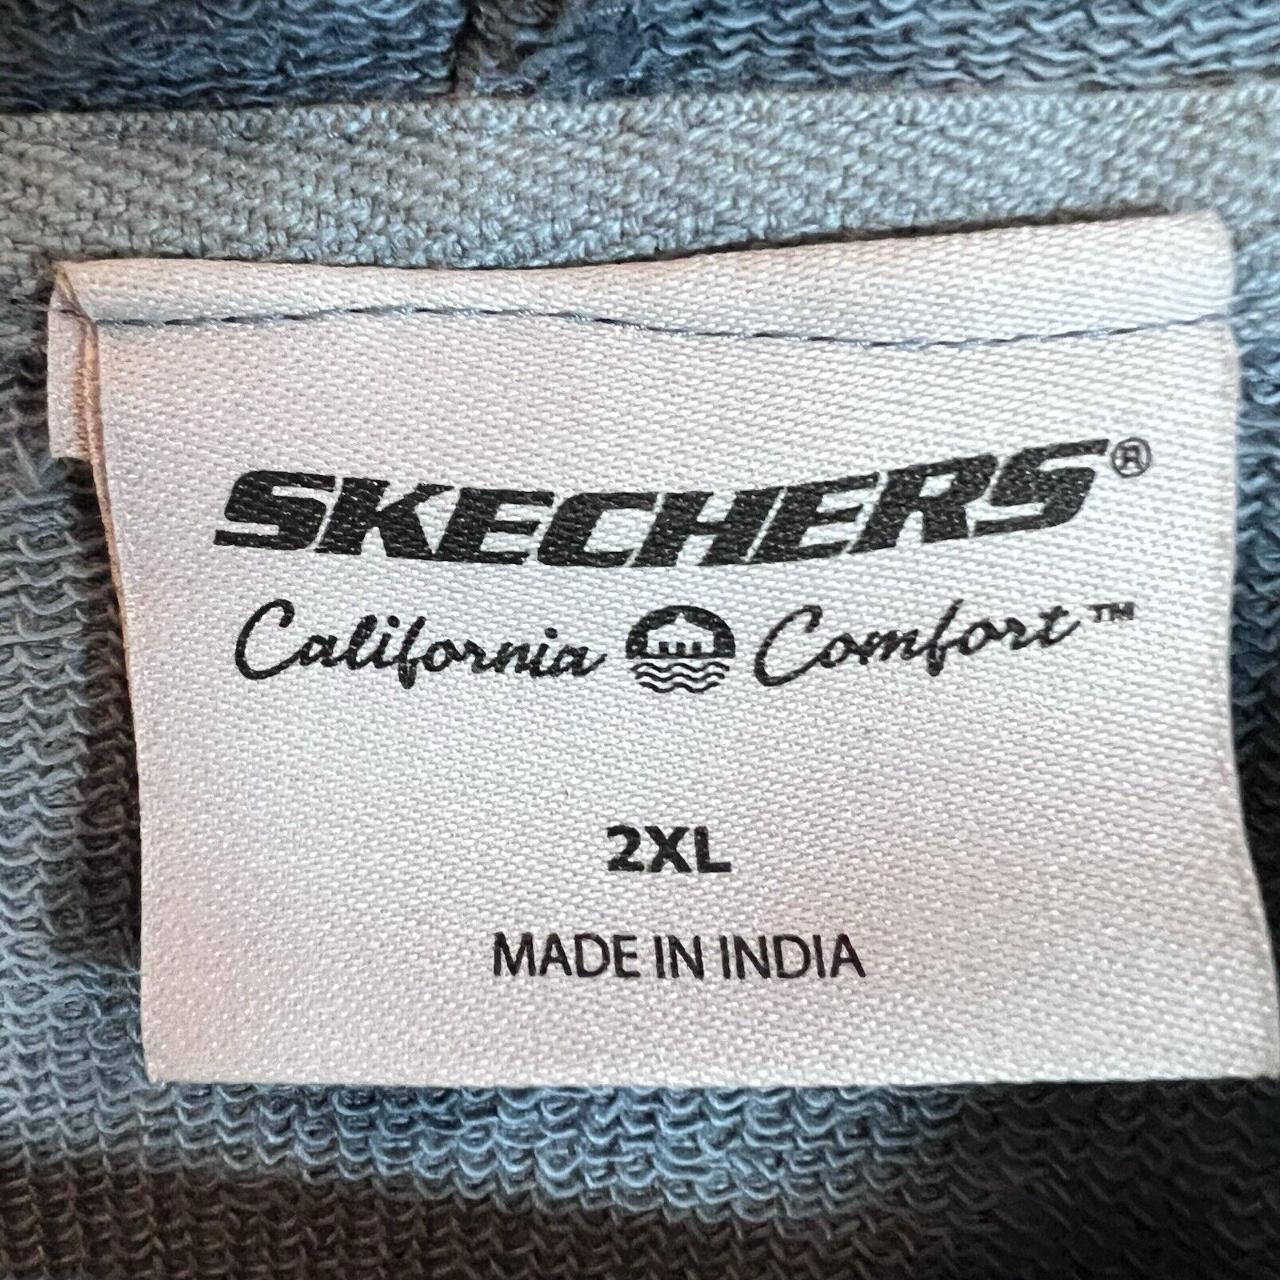 SKECHERS®
California Comfort™
2XL
MADE IN INDIA